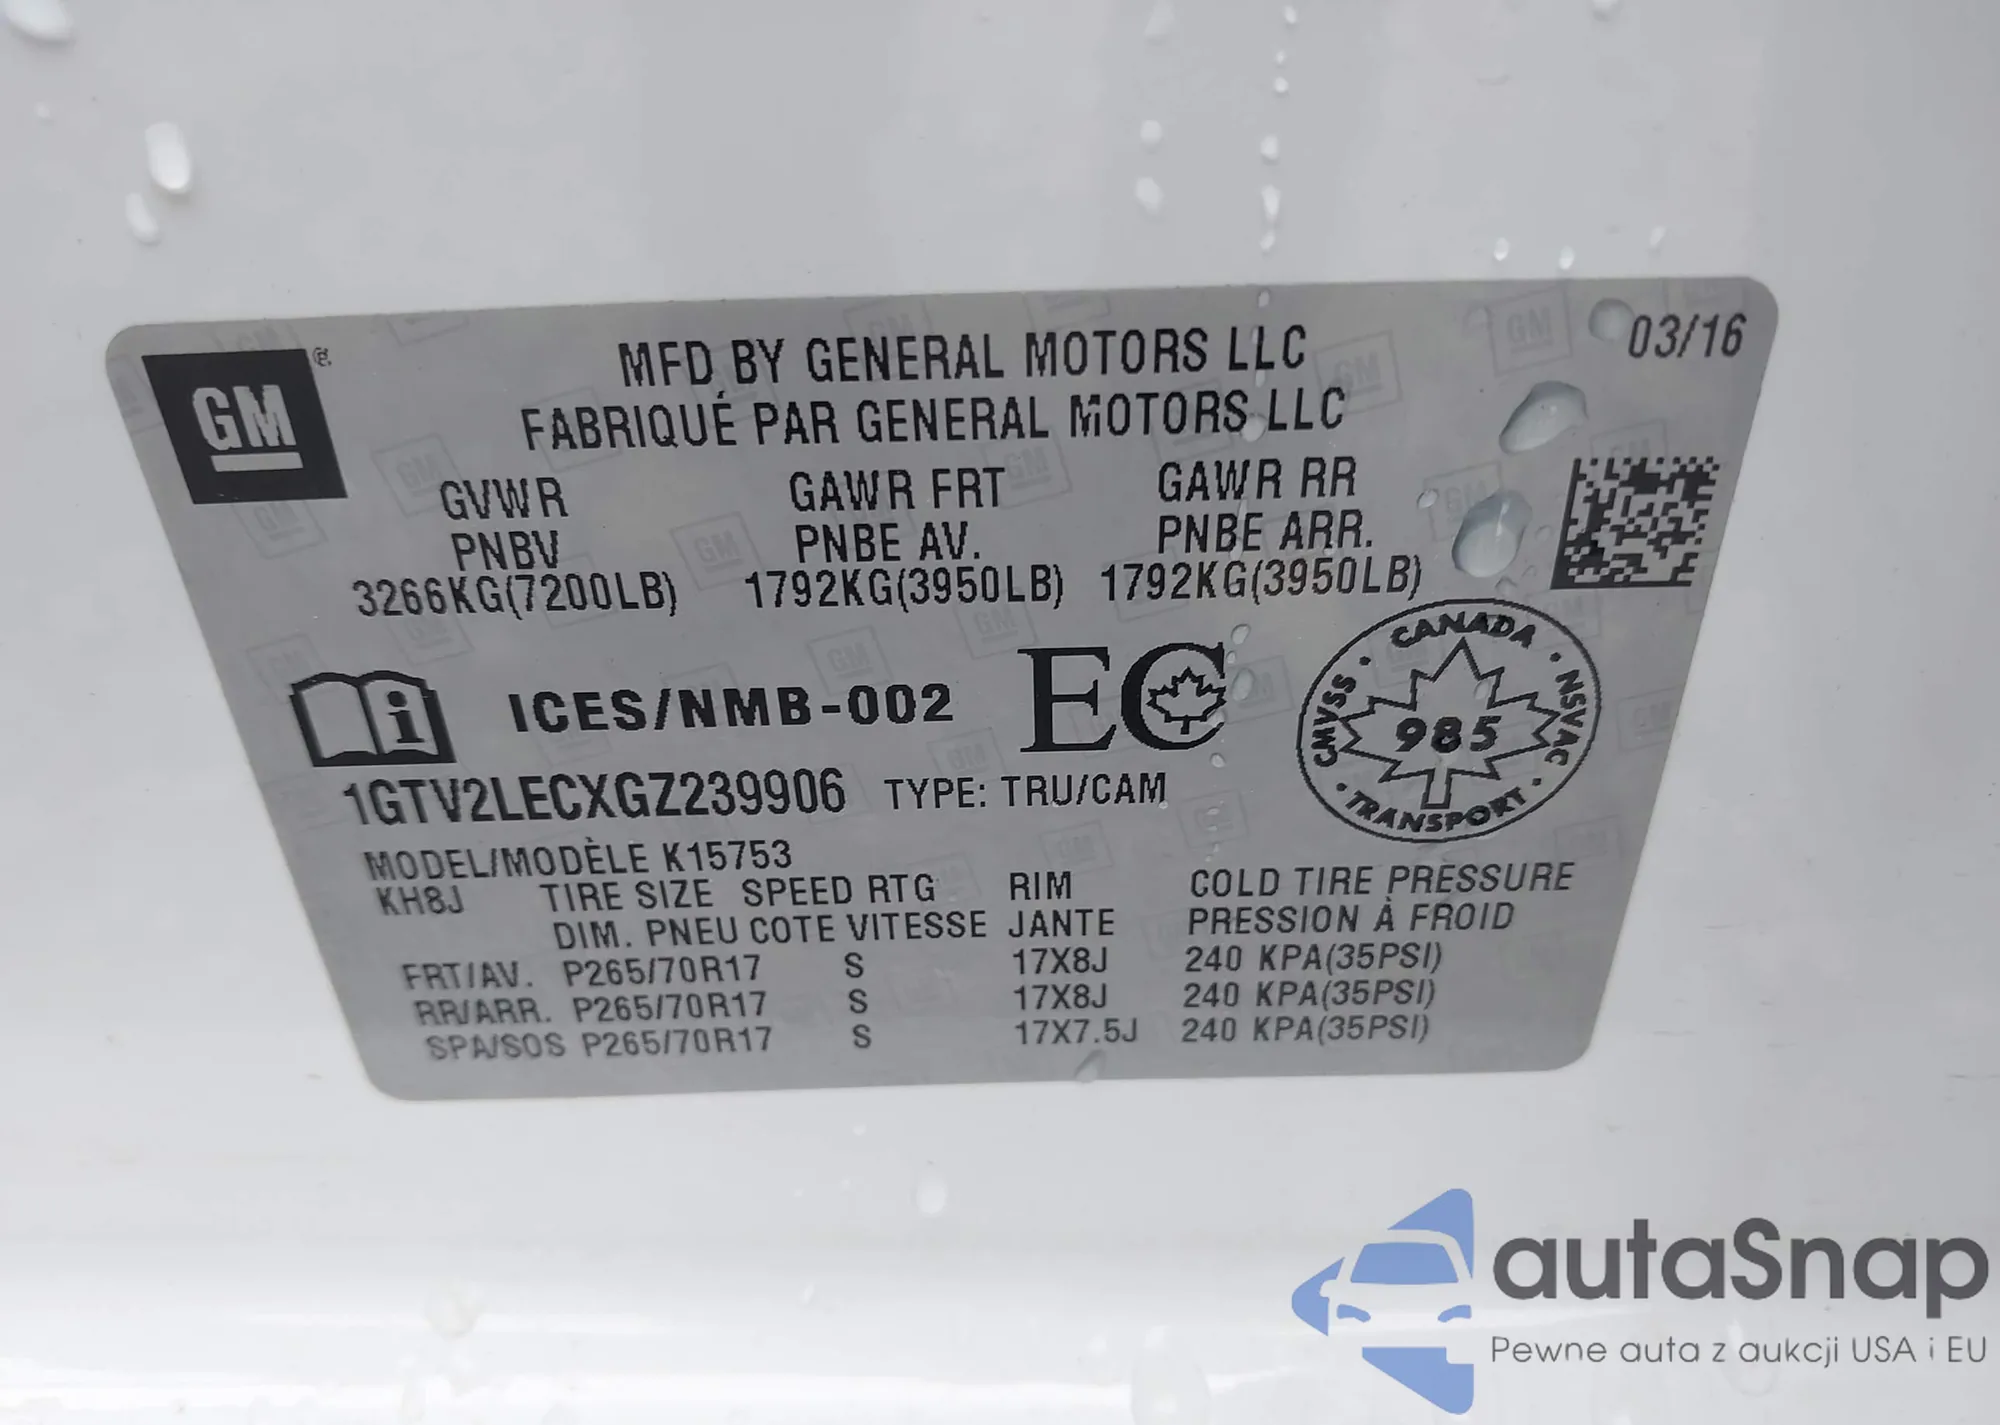 GM ®
MFD BY GENERAL MOTORS LLC
03/16
FABRIQUÉ PAR GENERAL MOTORS LLC
GVWR GAWR FRT GAWR RR
PNBV PNBE AV. PNBE ARR.
3266KG(7200LB) 1792KG(3950LB) 1792KG(3950LB)
i ICES/NMB-002 EC
CANADA · NSVAC · TRANSPORT · CMVSS ·
985
1GTV2LECXGZ239906 TYPE: TRU/CAM
MODEL/MODÈLE K15753
KH8J TIRE SIZE SPEED RTG RIM COLD TIRE PRESSURE
DIM. PNEU COTE VITESSE JANTE PRESSION À FROID
FRT/AV. P265/70R17 S 17X8J 240 KPA(35PSI)
RR/ARR. P265/70R17 S 17X8J 240 KPA(35PSI)
SPA/SOS P265/70R17 S 17X7.5J 240 KPA(35PSI)
autaSnap
Pewne auta z aukcji USA i EU